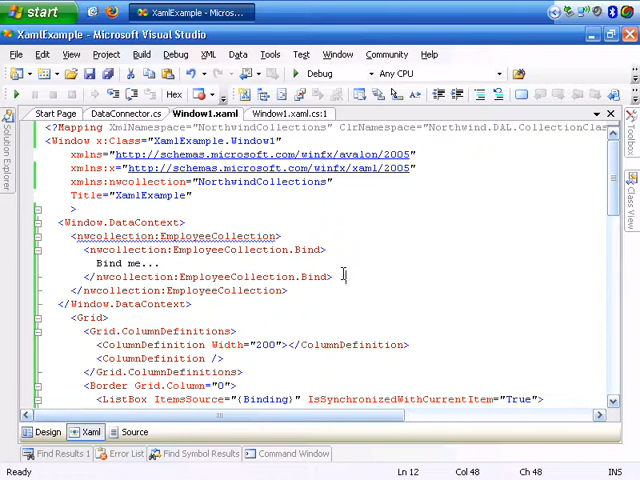 start
XamlExample - Micros...
XamlExample - Microsoft Visual Studio
File Edit View Project Build Debug XML Data Tools Test Window Community Help
Hex Debug Any CPU
Start Page DataConnector.cs Window1.xaml Window1.xaml.cs:1
<?Mapping XmlNamespace="NorthwindCollections" ClrNamespace="Northwind.DAL.CollectionClas
<Window x:Class="XamlExample.Window1"
xmlns="http://schemas.microsoft.com/winfx/avalon/2005"
xmlns:x="http://schemas.microsoft.com/winfx/xaml/2005"
xmlns:nwcollection="NorthwindCollections"
Title="XamlExample"
>
<Window.DataContext>
<nwcollection:EmployeeCollection>
<nwcollection:EmployeeCollection.Bind>
Bind me...
</nwcollection:EmployeeCollection.Bind>
</nwcollection:EmployeeCollection>
</Window.DataContext>
<Grid>
<Grid.ColumnDefinitions>
<ColumnDefinition Width="200"></ColumnDefinition>
<ColumnDefinition />
</Grid.ColumnDefinitions>
<Border Grid.Column="0">
<ListBox ItemsSource="{Binding}" IsSynchronizedWithCurrentItem="True">
Solution Explorer
Toolbox
Class View
Design Xaml Source
Find Results 1 Error List Find Symbol Results Command Window
Ready Ln 12 Col 48 Ch 48 INS